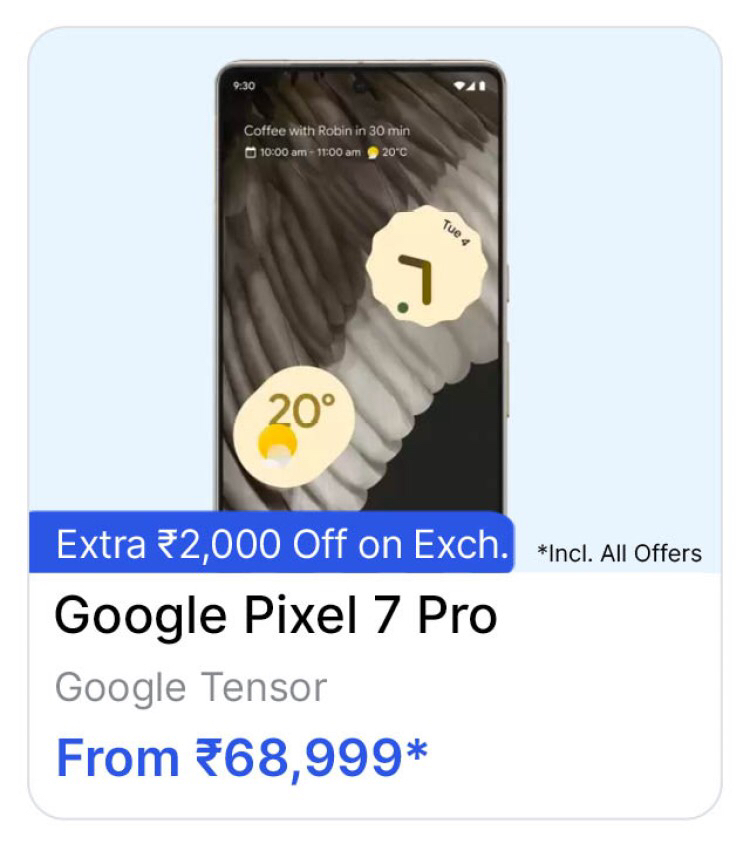 9:30
Coffee with Robin in 30 min
10:00 am - 11:00 am 20°C
Tue 4
20°
Extra ₹2,000 Off on Exch.
*Incl. All Offers
Google Pixel 7 Pro
Google Tensor
From ₹68,999*